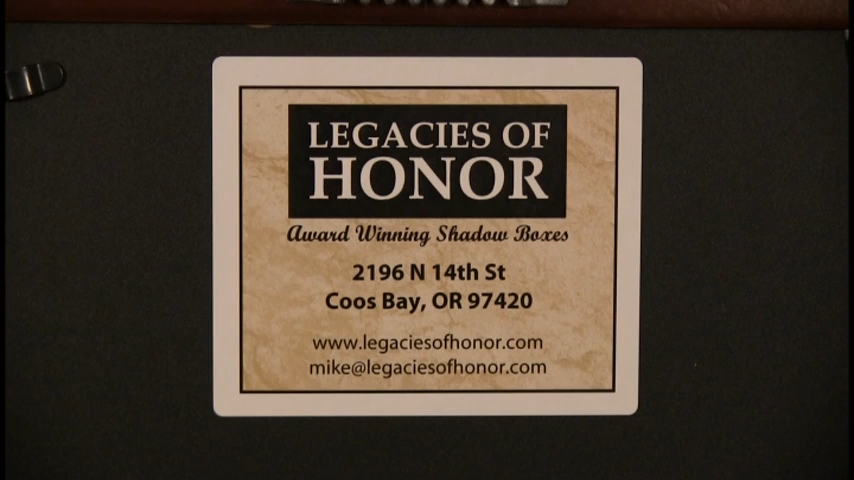 LEGACIES OF
HONOR
Award Winning Shadow Boxes
2196 N 14th St
Coos Bay, OR 97420
www.legaciesofhonor.com
mike@legaciesofhonor.com